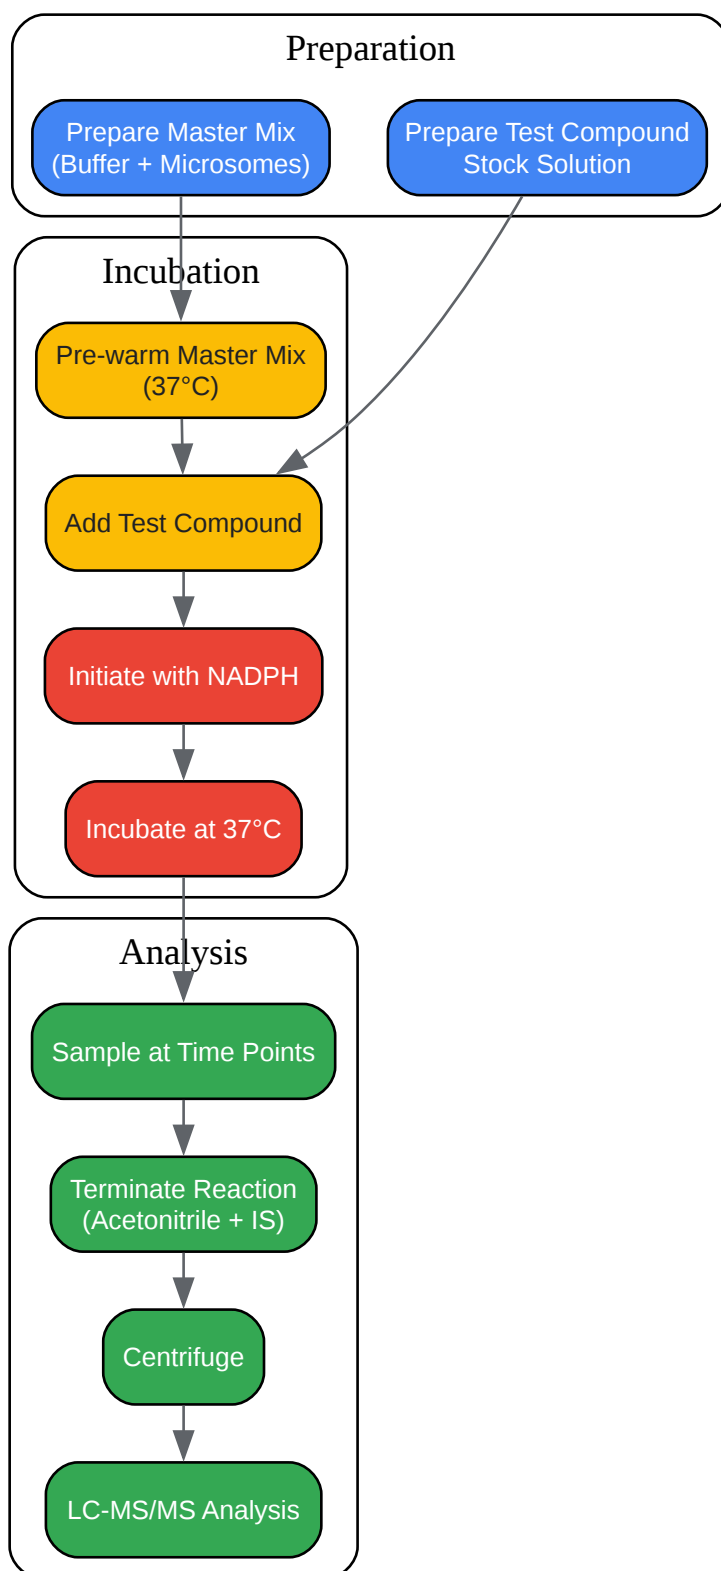 Preparation
Prepare Master Mix
(Buffer + Microsomes)
Prepare Test Compound
Stock Solution
Incubation
Pre-warm Master Mix
(37°C)
Add Test Compound
Initiate with NADPH
Incubate at 37°C
Analysis
Sample at Time Points
Terminate Reaction
(Acetonitrile + IS)
Centrifuge
LC-MS/MS Analysis